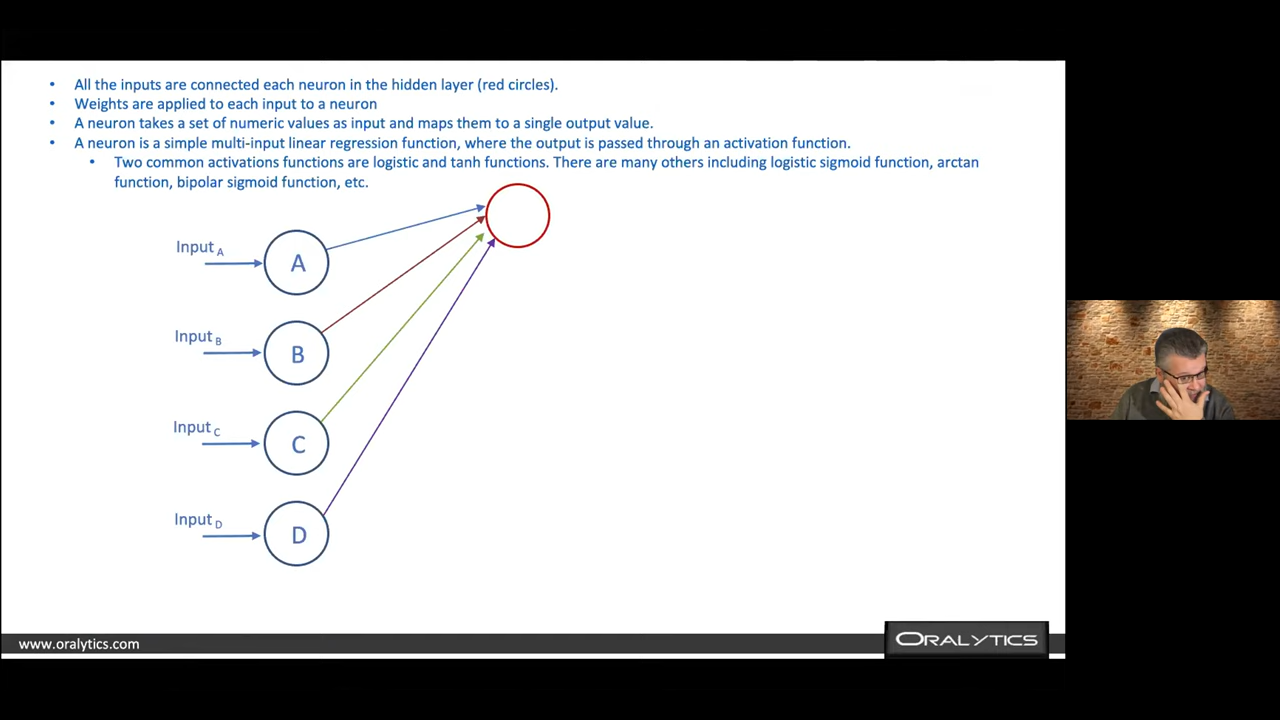 • All the inputs are connected each neuron in the hidden layer (red circles).
• Weights are applied to each input to a neuron
• A neuron takes a set of numeric values as input and maps them to a single output value.
• A neuron is a simple multi-input linear regression function, where the output is passed through an activation function.
• Two common activations functions are logistic and tanh functions. There are many others including logistic sigmoid function, arctan
function, bipolar sigmoid function, etc.
Input A
A
Input B
B
Input C
C
Input D
D
www.oralytics.com
ORALYTICS